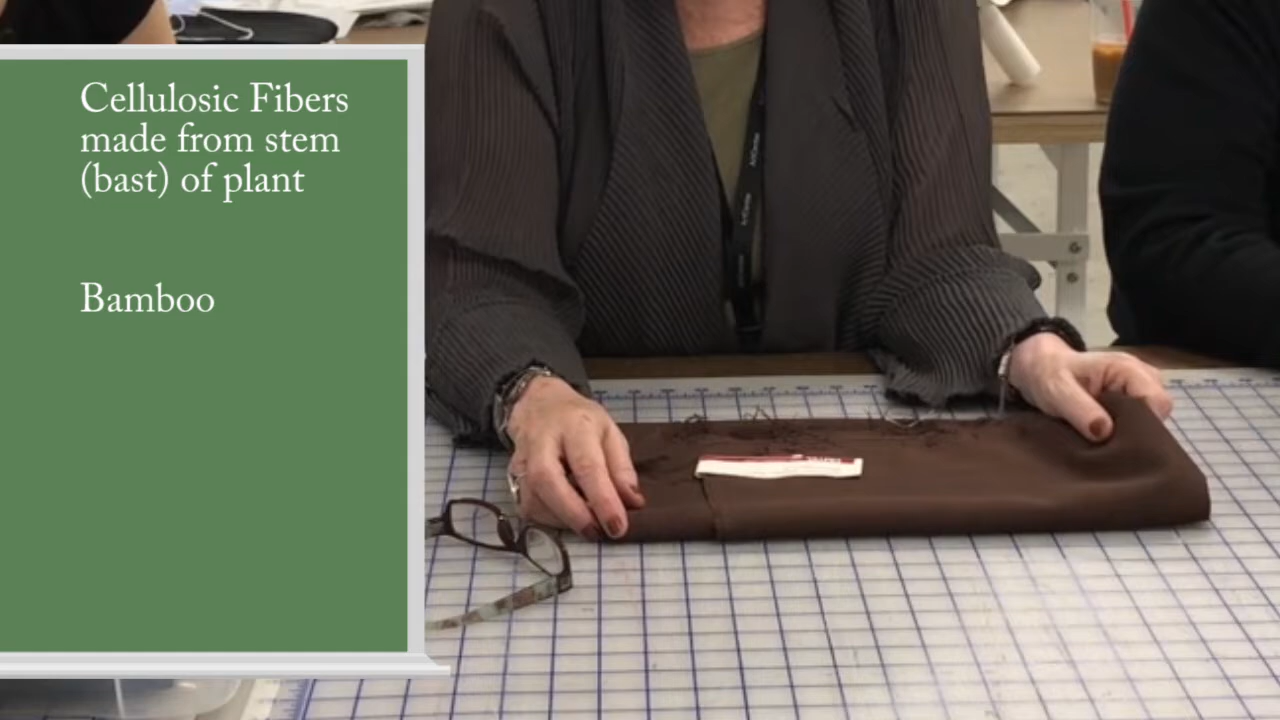 Cellulosic Fibers
made from stem
(bast) of plant
Bamboo